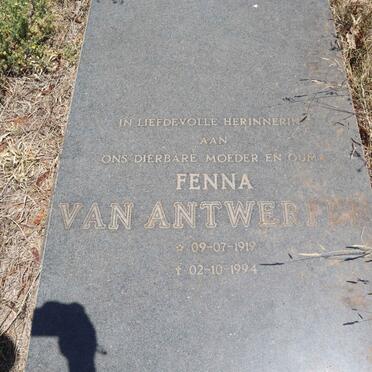 IN LIEFDEVOLLE HERINNERING
AAN
ONS DIERBARE MOEDER EN OUMA
FENNA
VAN ANTWERPEN
☆ 09-07-1919
† 02-10-1994